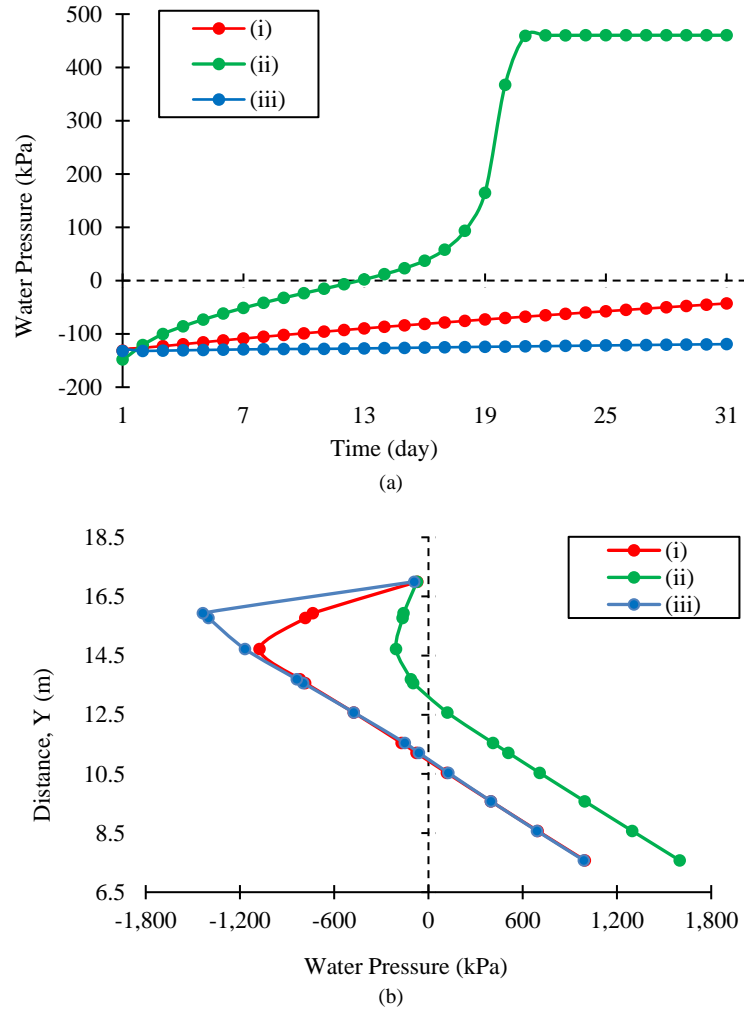 500
400
300
200
100
0
-100
-200
Water Pressure (kPa)
(i)
(ii)
(iii)
1 7 13 19 25 31
Time (day)
(a)
18.5
16.5
14.5
12.5
10.5
8.5
6.5
Distance, Y (m)
(i)
(ii)
(iii)
-1,800 -1,200 -600 0 600 1,200 1,800
Water Pressure (kPa)
(b)